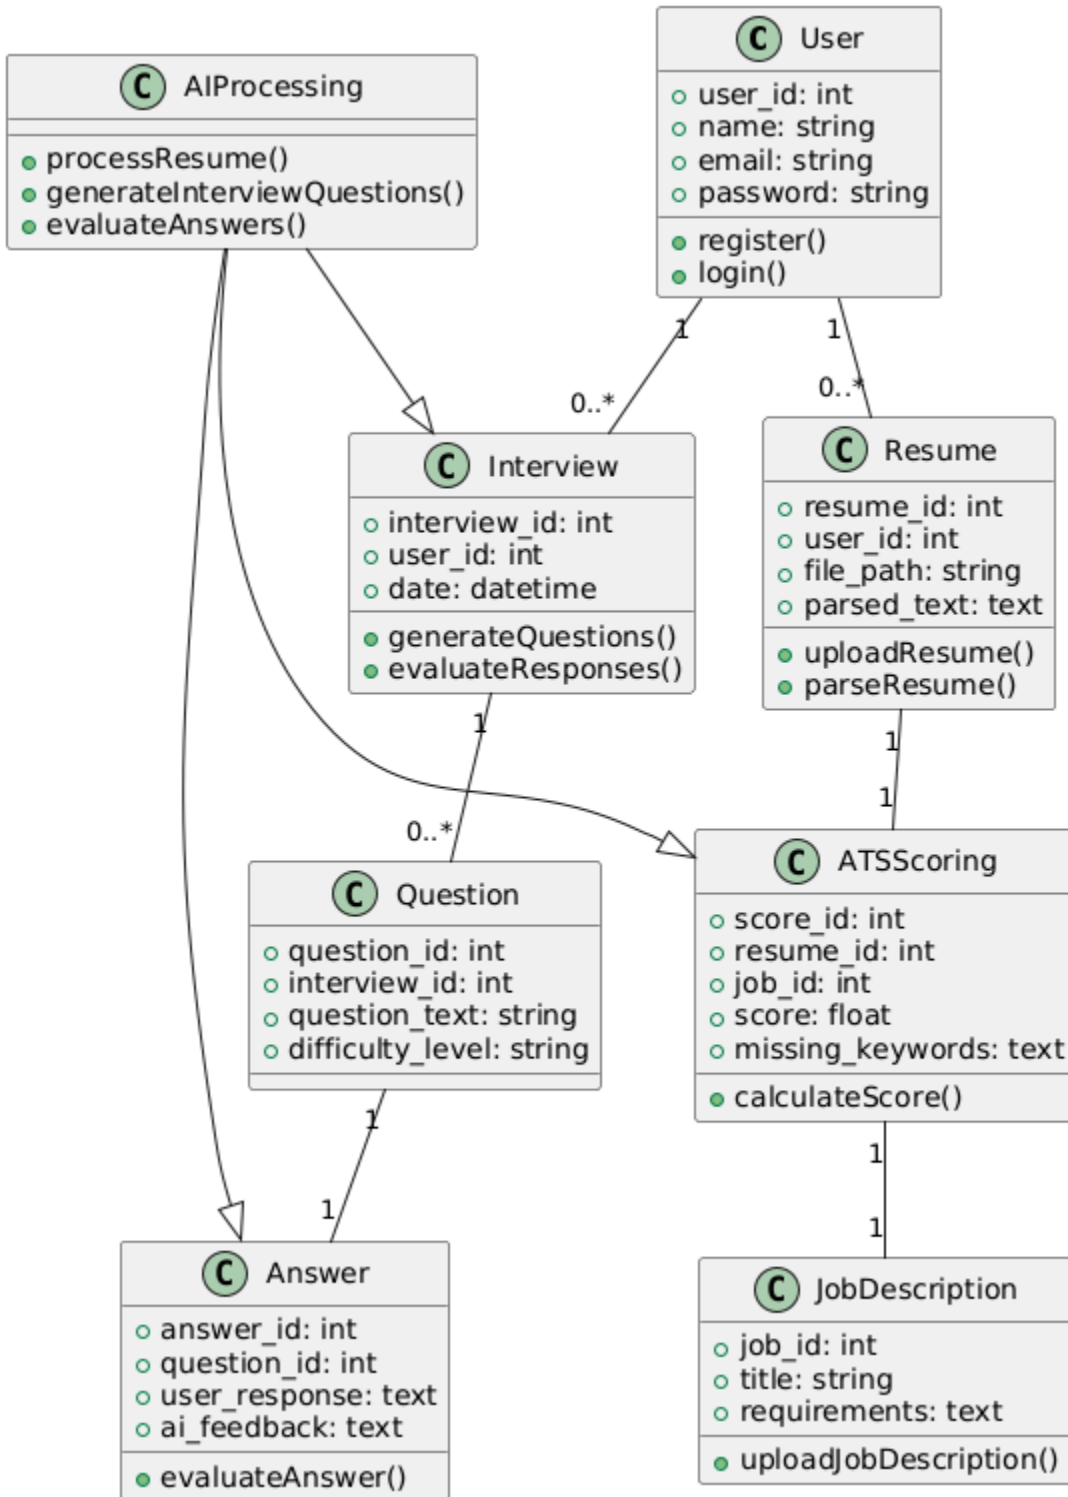 C AIProcessing
processResume()
generateInterviewQuestions()
evaluateAnswers()
C User
user_id: int
name: string
email: string
password: string
register()
login()
1
0..*
1
0..*
C Interview
interview_id: int
user_id: int
date: datetime
generateQuestions()
evaluateResponses()
C Resume
resume_id: int
user_id: int
file_path: string
parsed_text: text
uploadResume()
parseResume()
1
0..*
1
1
C Question
question_id: int
interview_id: int
question_text: string
difficulty_level: string
C ATSScoring
score_id: int
resume_id: int
job_id: int
score: float
missing_keywords: text
calculateScore()
1
1
1
1
C Answer
answer_id: int
question_id: int
user_response: text
ai_feedback: text
evaluateAnswer()
C JobDescription
job_id: int
title: string
requirements: text
uploadJobDescription()